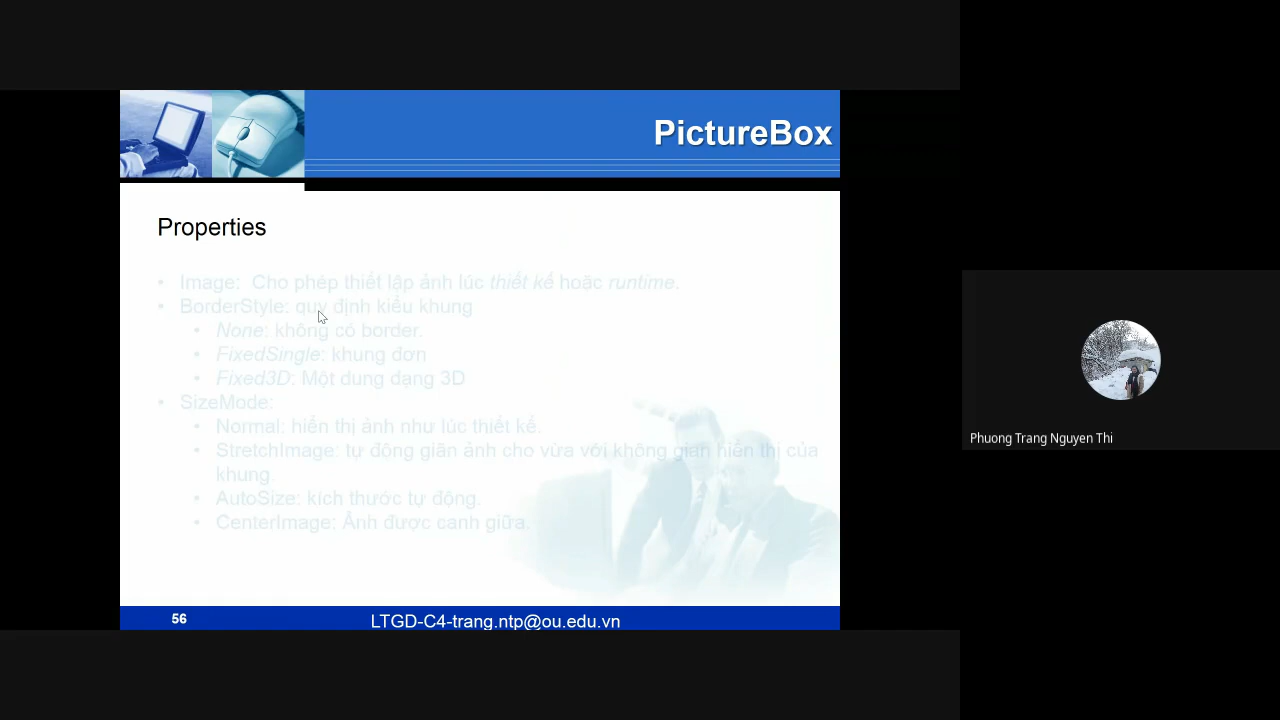 PictureBox
Properties
• Image: Cho phép thiết lập ảnh lúc thiết kế hoặc runtime.
• BorderStyle: quy định kiểu khung
• None: không có border.
• FixedSingle: khung đơn
• Fixed3D: Một dung dạng 3D
• SizeMode:
• Normal: hiển thị ảnh như lúc thiết kế.
• StretchImage: tự động giãn ảnh cho vừa với không gian hiển thị của
khung.
• AutoSize: kích thước tự động.
• CenterImage: Ảnh được canh giữa.
56
LTGD-C4-trang.ntp@ou.edu.vn
Phuong Trang Nguyen Thi